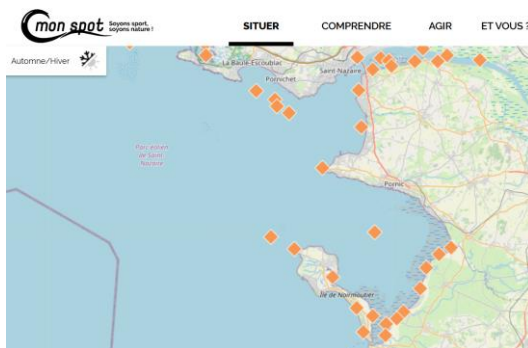 mon spot
Soyons sport,
soyons nature !
SITUER
COMPRENDRE
AGIR
ET VOUS ?
Automne/Hiver
La Baule-Escoublac
Pornichet
Saint-Nazaire
Parc éolien
de Saint-
Nazaire
Pornic
Île de Noirmoutier